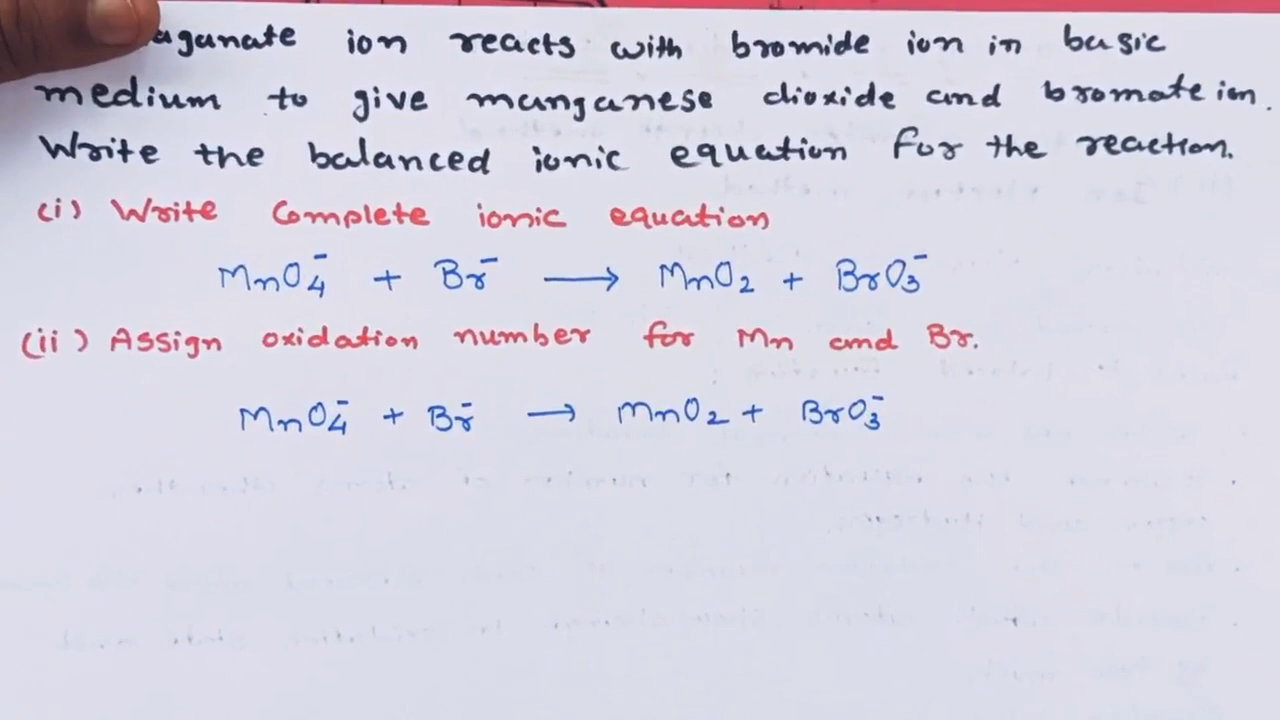 aganate ion reacts with bromide ion in basic
medium to give manganese dioxide and bromate ion.
Write the balanced ionic equation for the reaction.
(i) Write Complete ionic equation
MnO₄⁻ + Br⁻ ⟶ MnO₂ + BrO₃⁻
(ii) Assign oxidation number for Mn and Br.
MnO₄⁻ + Br⁻ → MnO₂ + BrO₃⁻